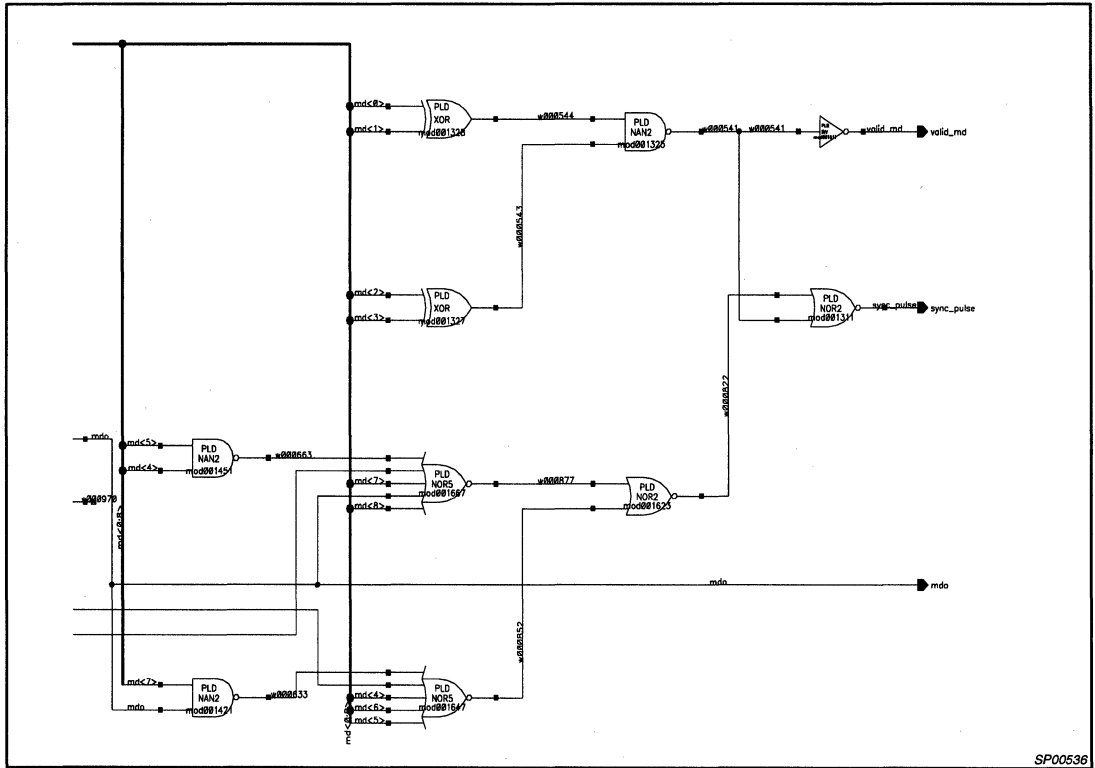 md<0>
PLD
XOR
mod001328
md<1>
w000544
PLD
NAN2
mod001325
w000541
w000541
valid_md
valid_md
w000543
md<2>
PLD
XOR
mod001327
md<3>
PLD
NOR2
mod001311
sync_pulse
sync_pulse
w000822
mdo
md<5>
PLD
NAN2
mod001451
md<4>
w000663
w000970
md<0:8>
md<7>
PLD
NOR5
mod001667
md<8>
w000877
PLD
NOR2
mod001623
mdo
mdo
w000852
md<7>
PLD
NAN2
mod001421
mdo
w000633
md<4>
PLD
NOR5
mod001647
md<6>
md<5>
md<0:8>
SP00536